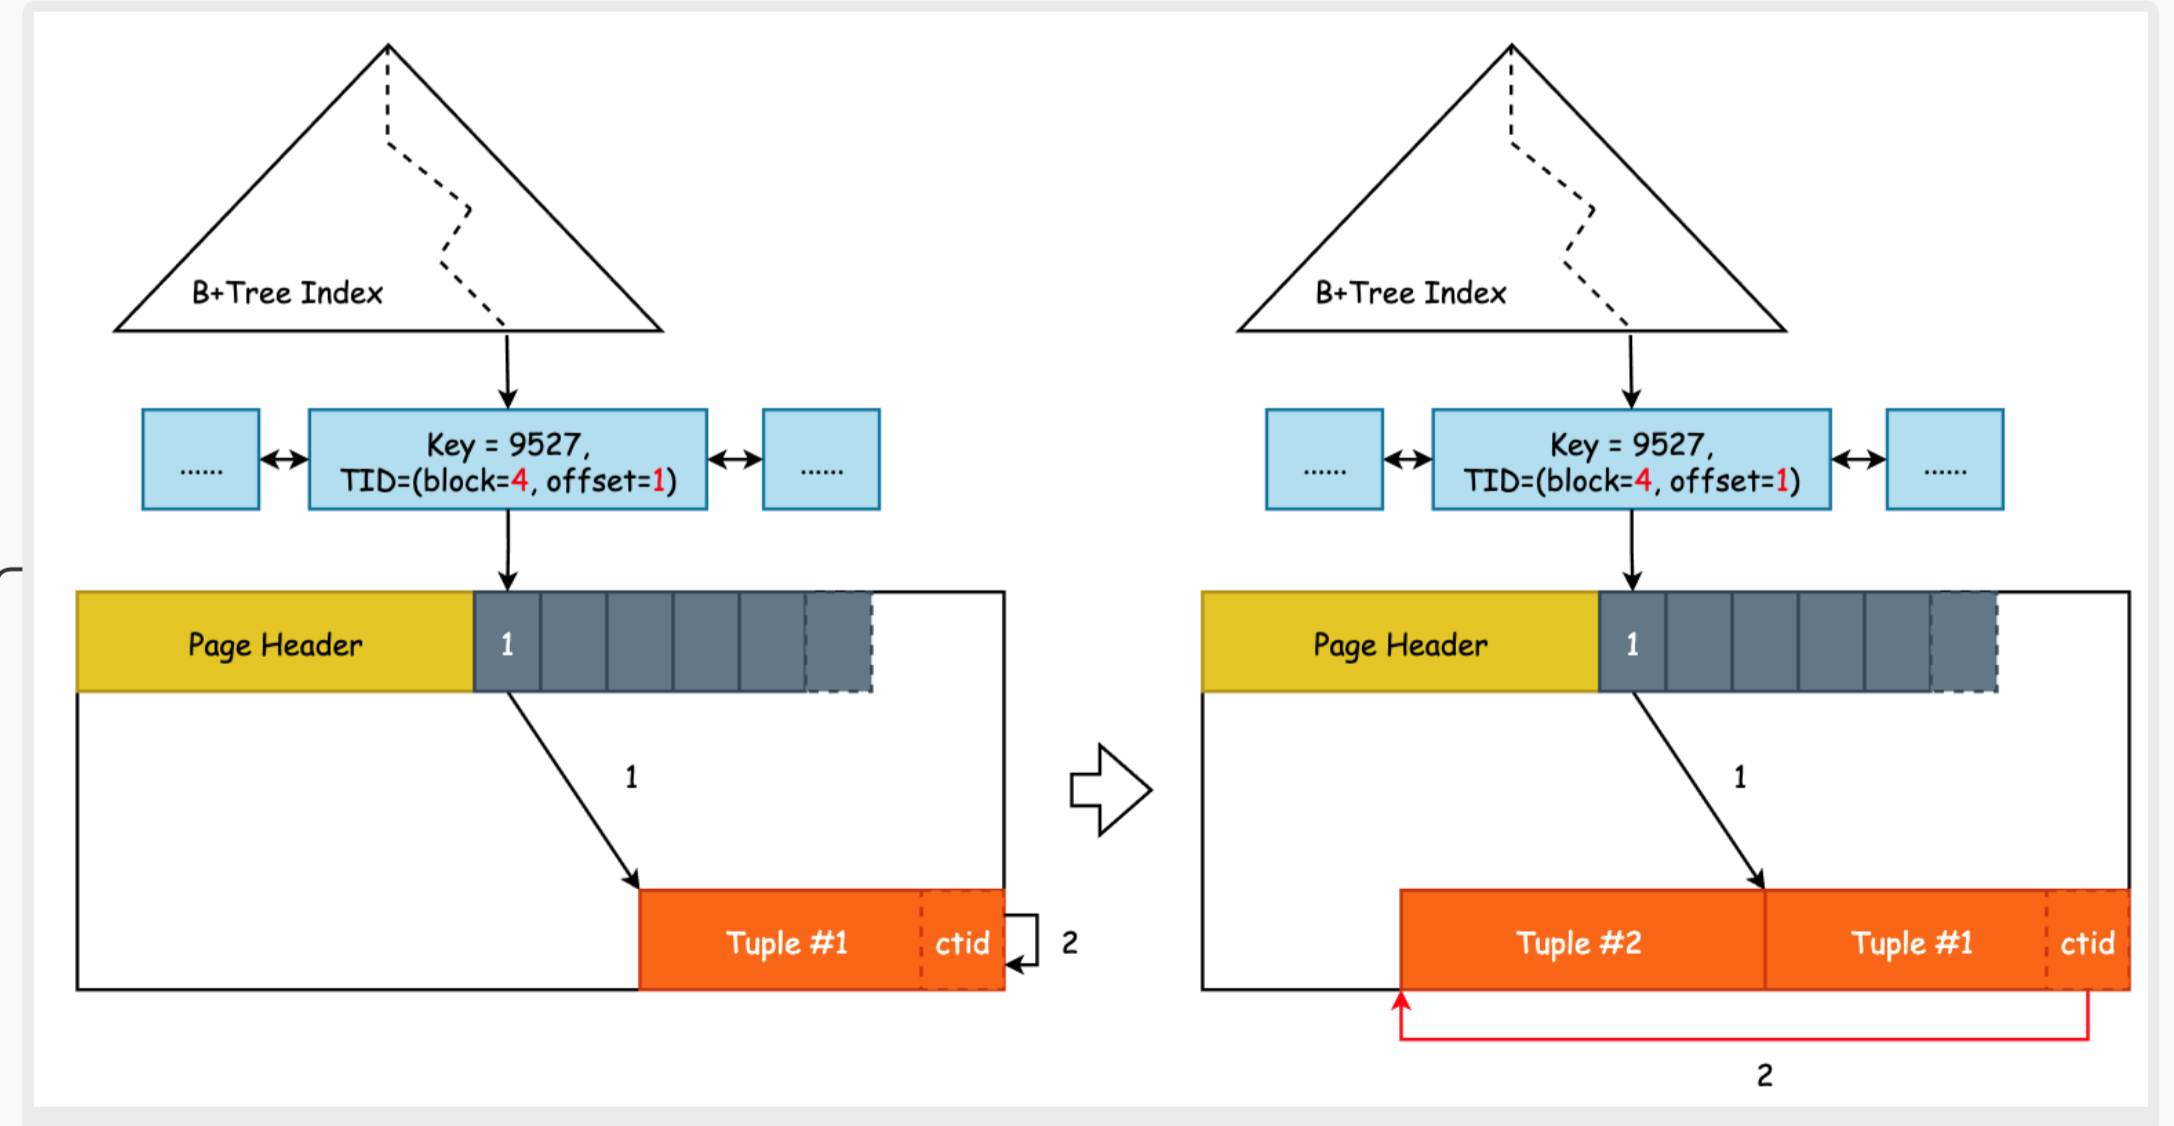 B+Tree Index
......
Key = 9527,
TID=(block=4, offset=1)
......
Page Header
1
1
Tuple #1
ctid
2
B+Tree Index
......
Key = 9527,
TID=(block=4, offset=1)
......
Page Header
1
1
Tuple #2
Tuple #1
ctid
2